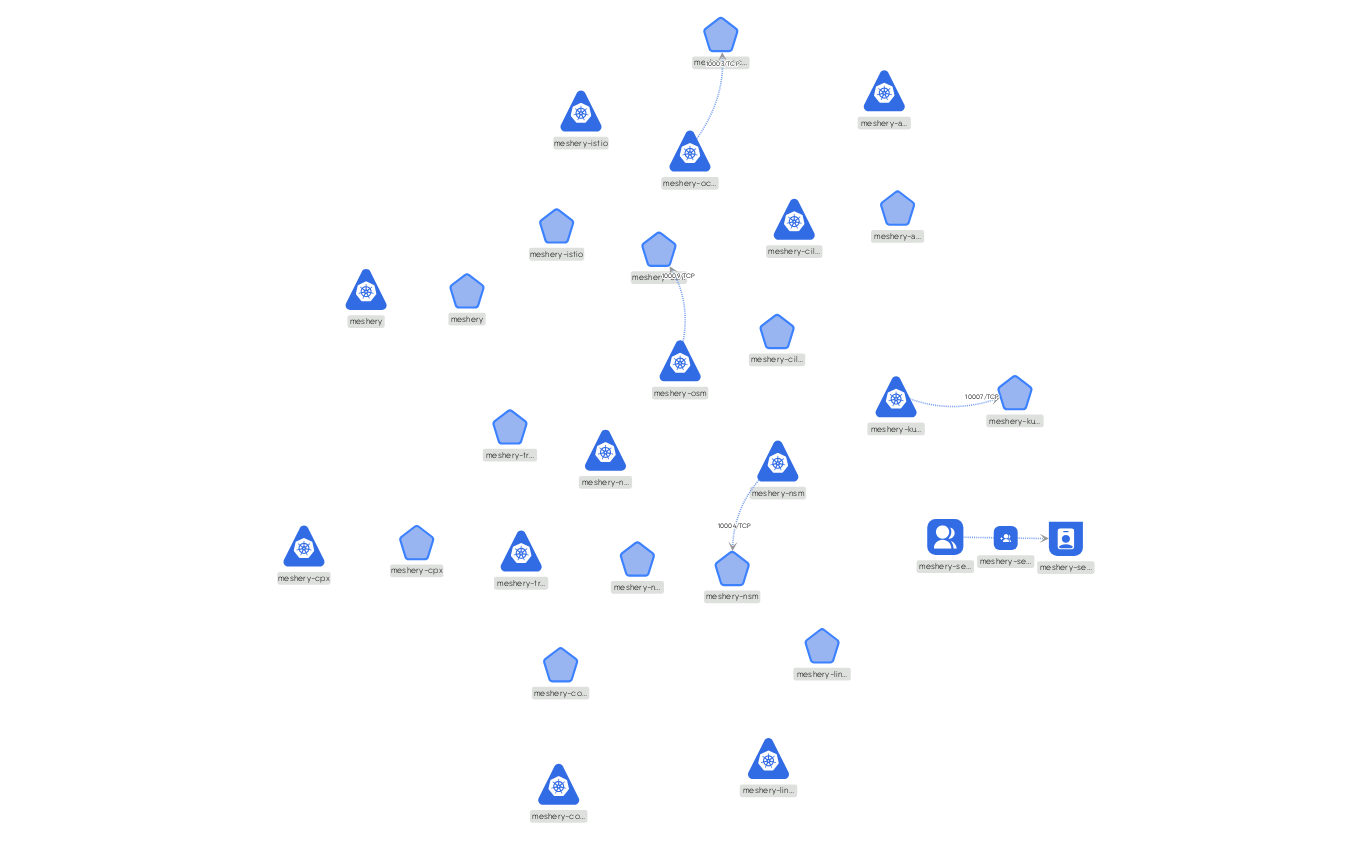 10003/TCP
meshery-a...
meshery-istio
meshery-oc...
meshery-a...
meshery-cil...
meshery-istio
10009/TCP
meshery
meshery
meshery-cil...
meshery-osm
10007/TCP
meshery-ku...
meshery-ku...
meshery-tr...
meshery-n...
meshery-nsm
10004/TCP
meshery-se...
meshery-se...
meshery-se...
meshery-cpx
meshery-cpx
meshery-tr...
meshery-n...
meshery-nsm
meshery-lin...
meshery-co...
meshery-lin...
meshery-co...